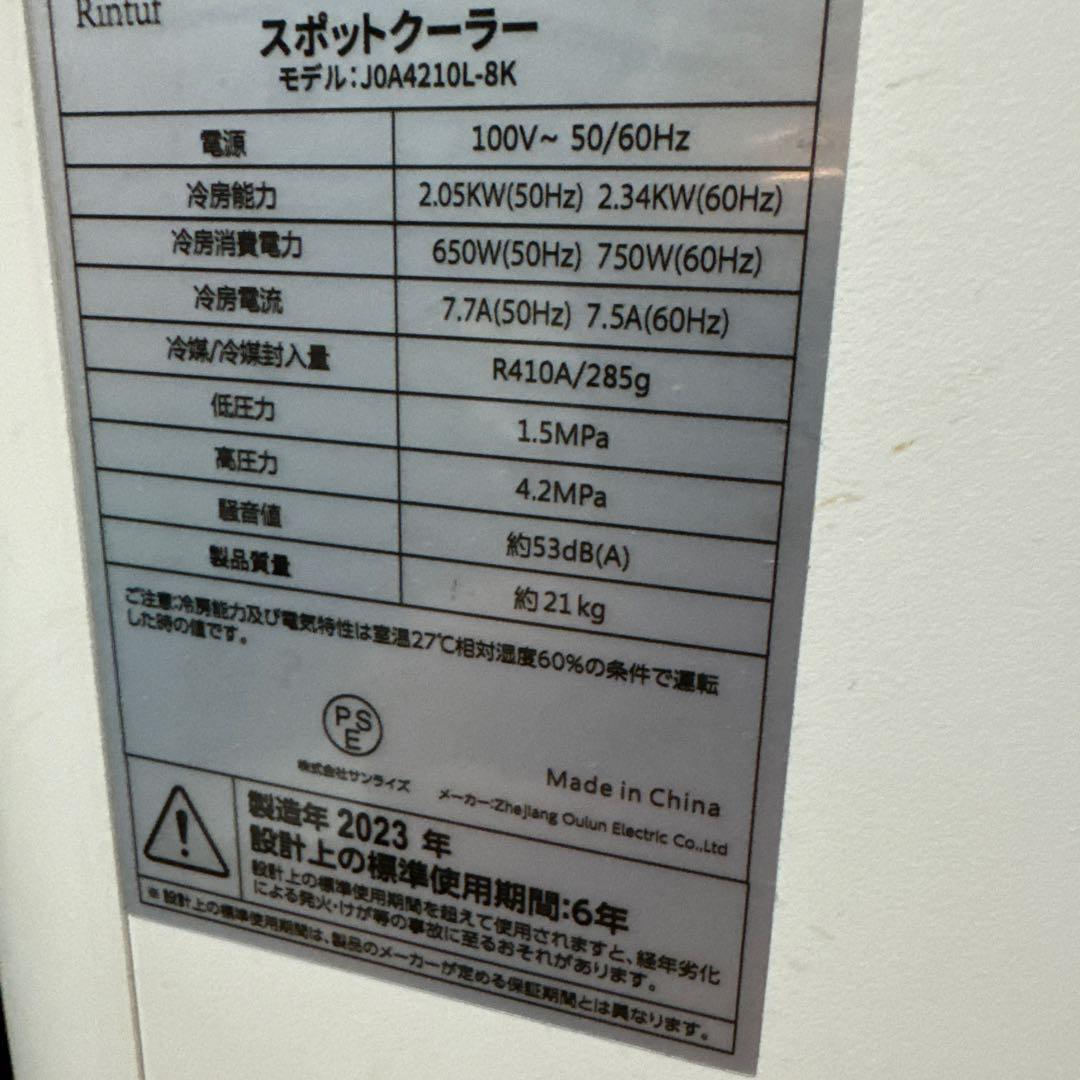 Rintuf
スポットクーラー
モデル：J0A4210L-8K
電源 100V~ 50/60Hz
冷房能力 2.05KW(50Hz) 2.34KW(60Hz)
冷房消費電力 650W(50Hz) 750W(60Hz)
冷房電流 7.7A(50Hz) 7.5A(60Hz)
冷媒/冷媒封入量 R410A/285g
低圧力 1.5MPa
高圧力 4.2MPa
騒音値 約53dB(A)
製品質量 約21kg
ご注意:冷房能力及び電気特性は室温27℃相対湿度60%の条件で運転
した時の値です。
PSE
株式会社サンライズ
Made in China
メーカー:Zhejiang Oulun Electric Co.,Ltd
製造年 2023 年
設計上の標準使用期間:6年
設計上の標準使用期間を超えて使用されますと、経年劣化
による発火・けが等の事故に至るおそれがあります。
※ 設計上の標準使用期間は、製品のメーカーが定める保証期間とは異なります。